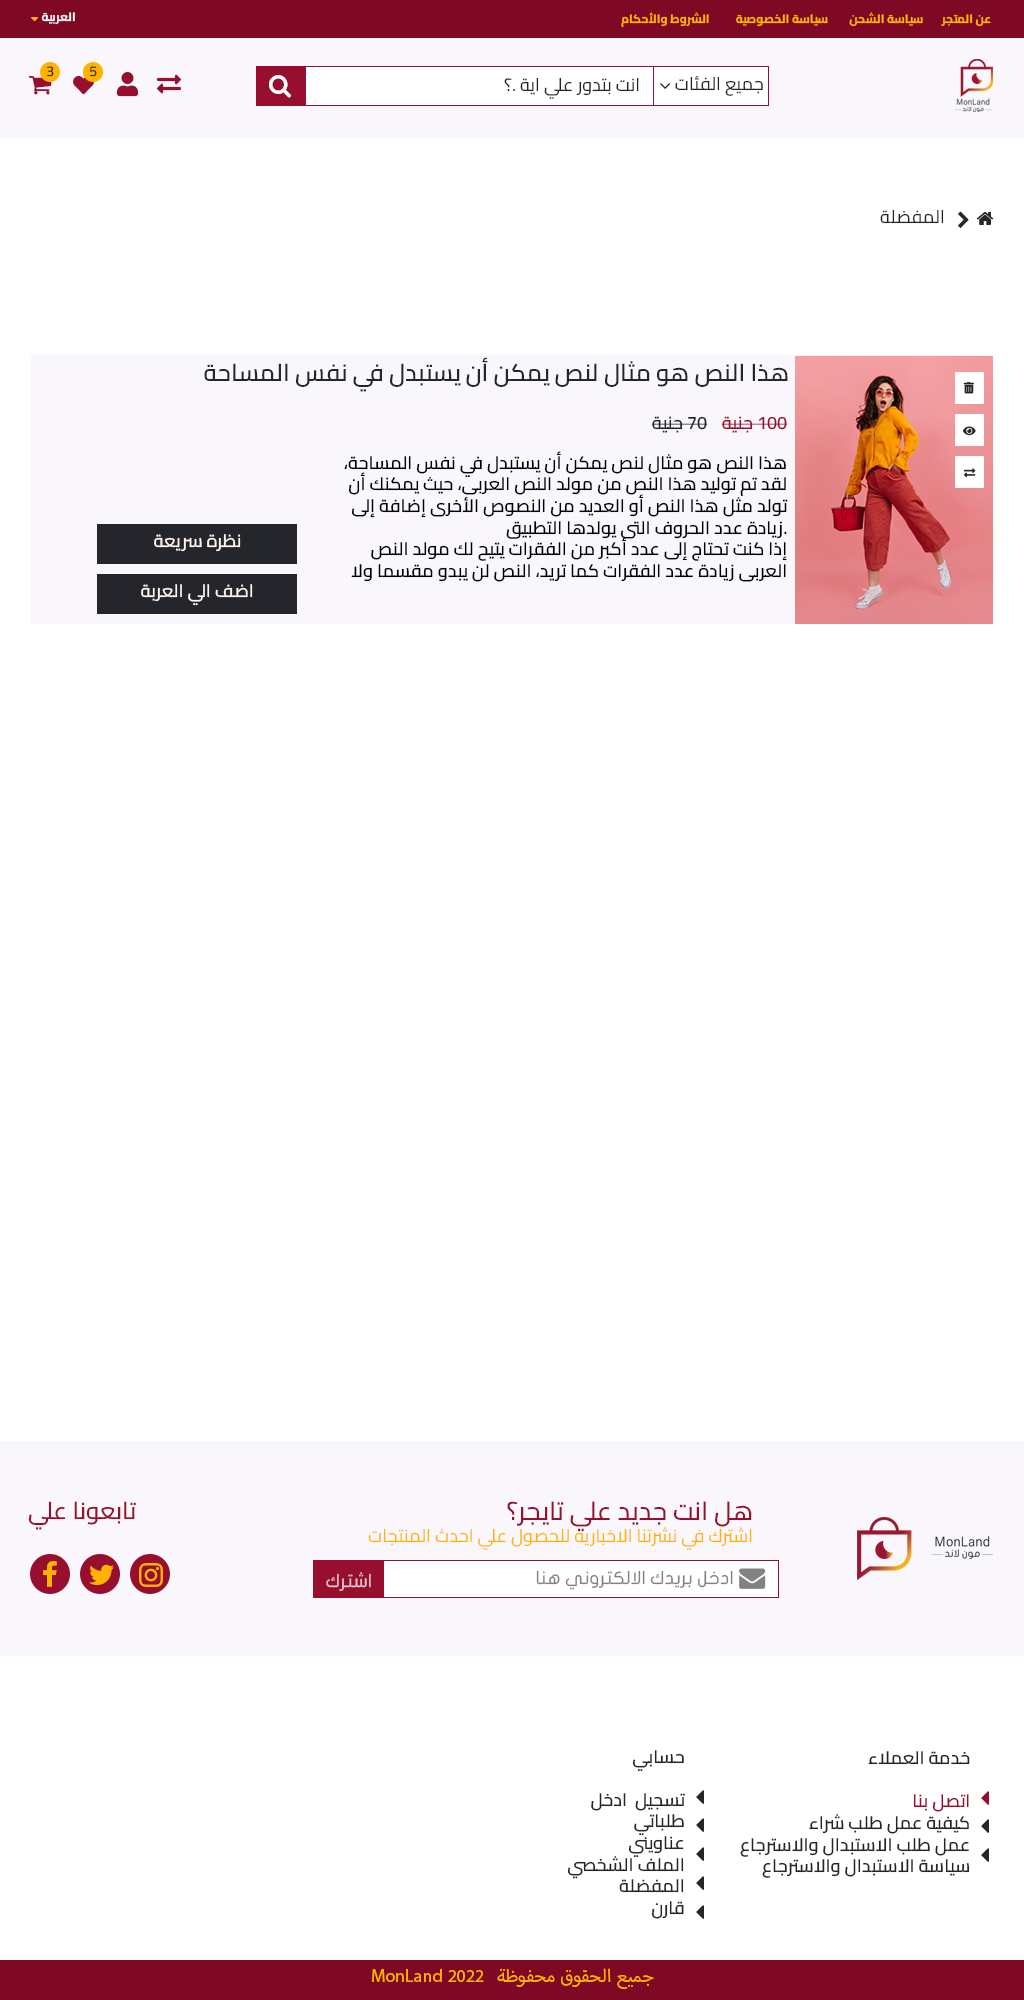 عن المتجر
سياسة الشحن
سياسة الخصوصية
الشروط والأحكام
العربية
MonLand
مون لاند
جميع الفئات
انت بتدور علي اية .؟
5
3
المفضلة
هذا النص هو مثال لنص يمكن أن يستبدل في نفس المساحة
100 جنية
70 جنية
هذا النص هو مثال لنص يمكن أن يستبدل في نفس المساحة،
لقد تم توليد هذا النص من مولد النص العربى، حيث يمكنك أن
تولد مثل هذا النص أو العديد من النصوص الأخرى إضافة إلى
.زيادة عدد الحروف التى يولدها التطبيق
إذا كنت تحتاج إلى عدد أكبر من الفقرات يتيح لك مولد النص
العربى زيادة عدد الفقرات كما تريد، النص لن يبدو مقسما ولا
نظرة سريعة
اضف الي العربة
MonLand
مون لاند
هل انت جديد علي تايجر؟
اشترك في نشرتنا الاخبارية للحصول علي احدث المنتجات
ادخل بريدك الالكتروني هنا
اشترك
تابعونا علي
خدمة العملاء
اتصل بنا
كيفية عمل طلب شراء
عمل طلب الاستبدال والاسترجاع
سياسة الاستبدال والاسترجاع
حسابي
تسجيل ادخل
طلباتي
عناويني
الملف الشخصي
المفضلة
قارن
جميع الحقوق محفوظة MonLand 2022